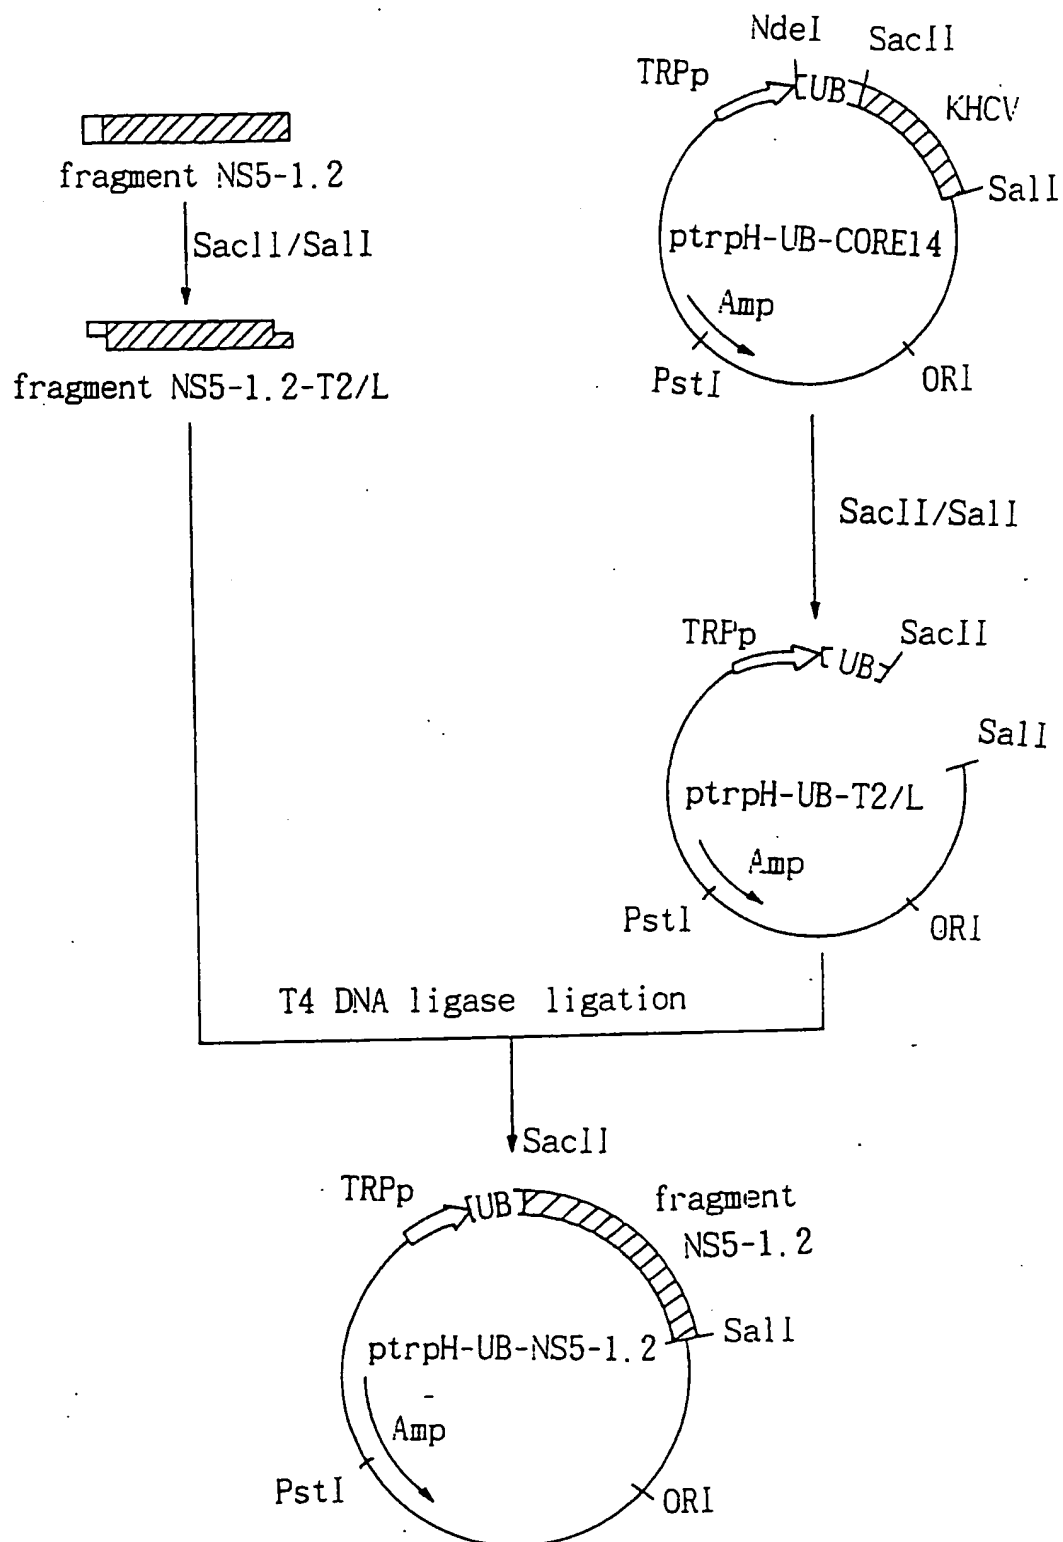 NdeI
SacII
TRPp
UB
KHCV
SalI
ptrpH-UB-CORE14
Amp
PstI
ORI
fragment NS5-1.2
SacII/SalI
fragment NS5-1.2-T2/L
SacII/SalI
TRPp
UB
SacII
SalI
ptrpH-UB-T2/L
Amp
PstI
ORI
T4 DNA ligase ligation
SacII
TRPp
UB
fragment
NS5-1.2
SalI
ptrpH-UB-NS5-1.2
Amp
PstI
ORI